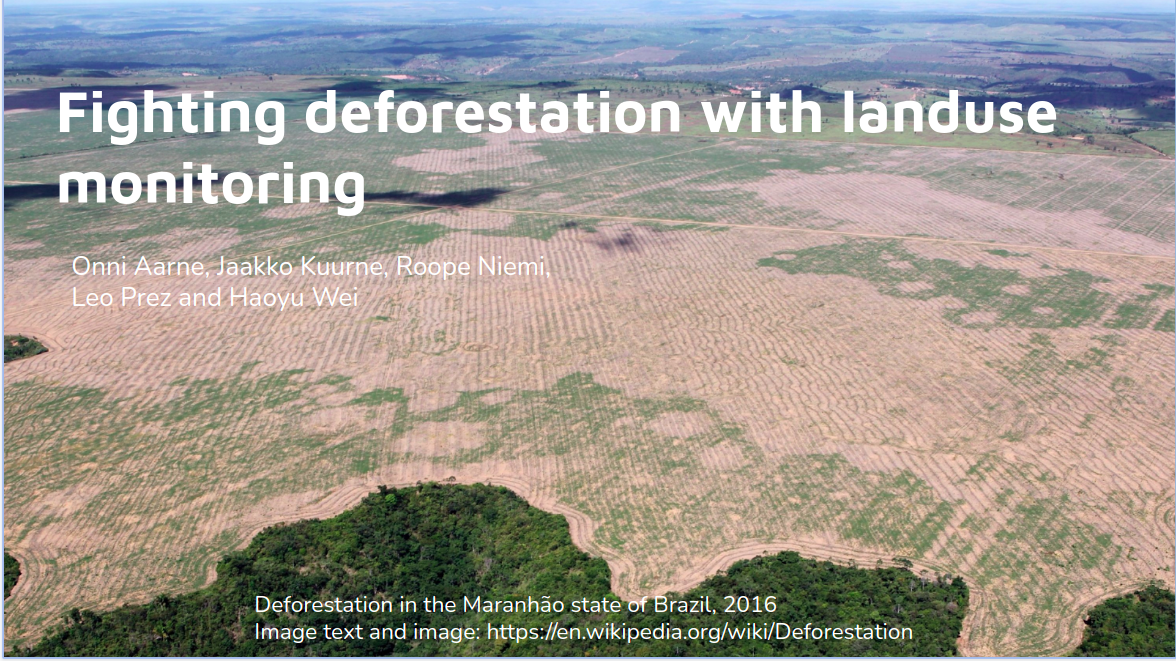 Fighting deforestation with landuse
monitoring
Onni Aarne, Jaakko Kuurne, Roope Niemi,
Leo Prez and Haoyu Wei
Deforestation in the Maranhão state of Brazil, 2016
Image text and image: https://en.wikipedia.org/wiki/Deforestation